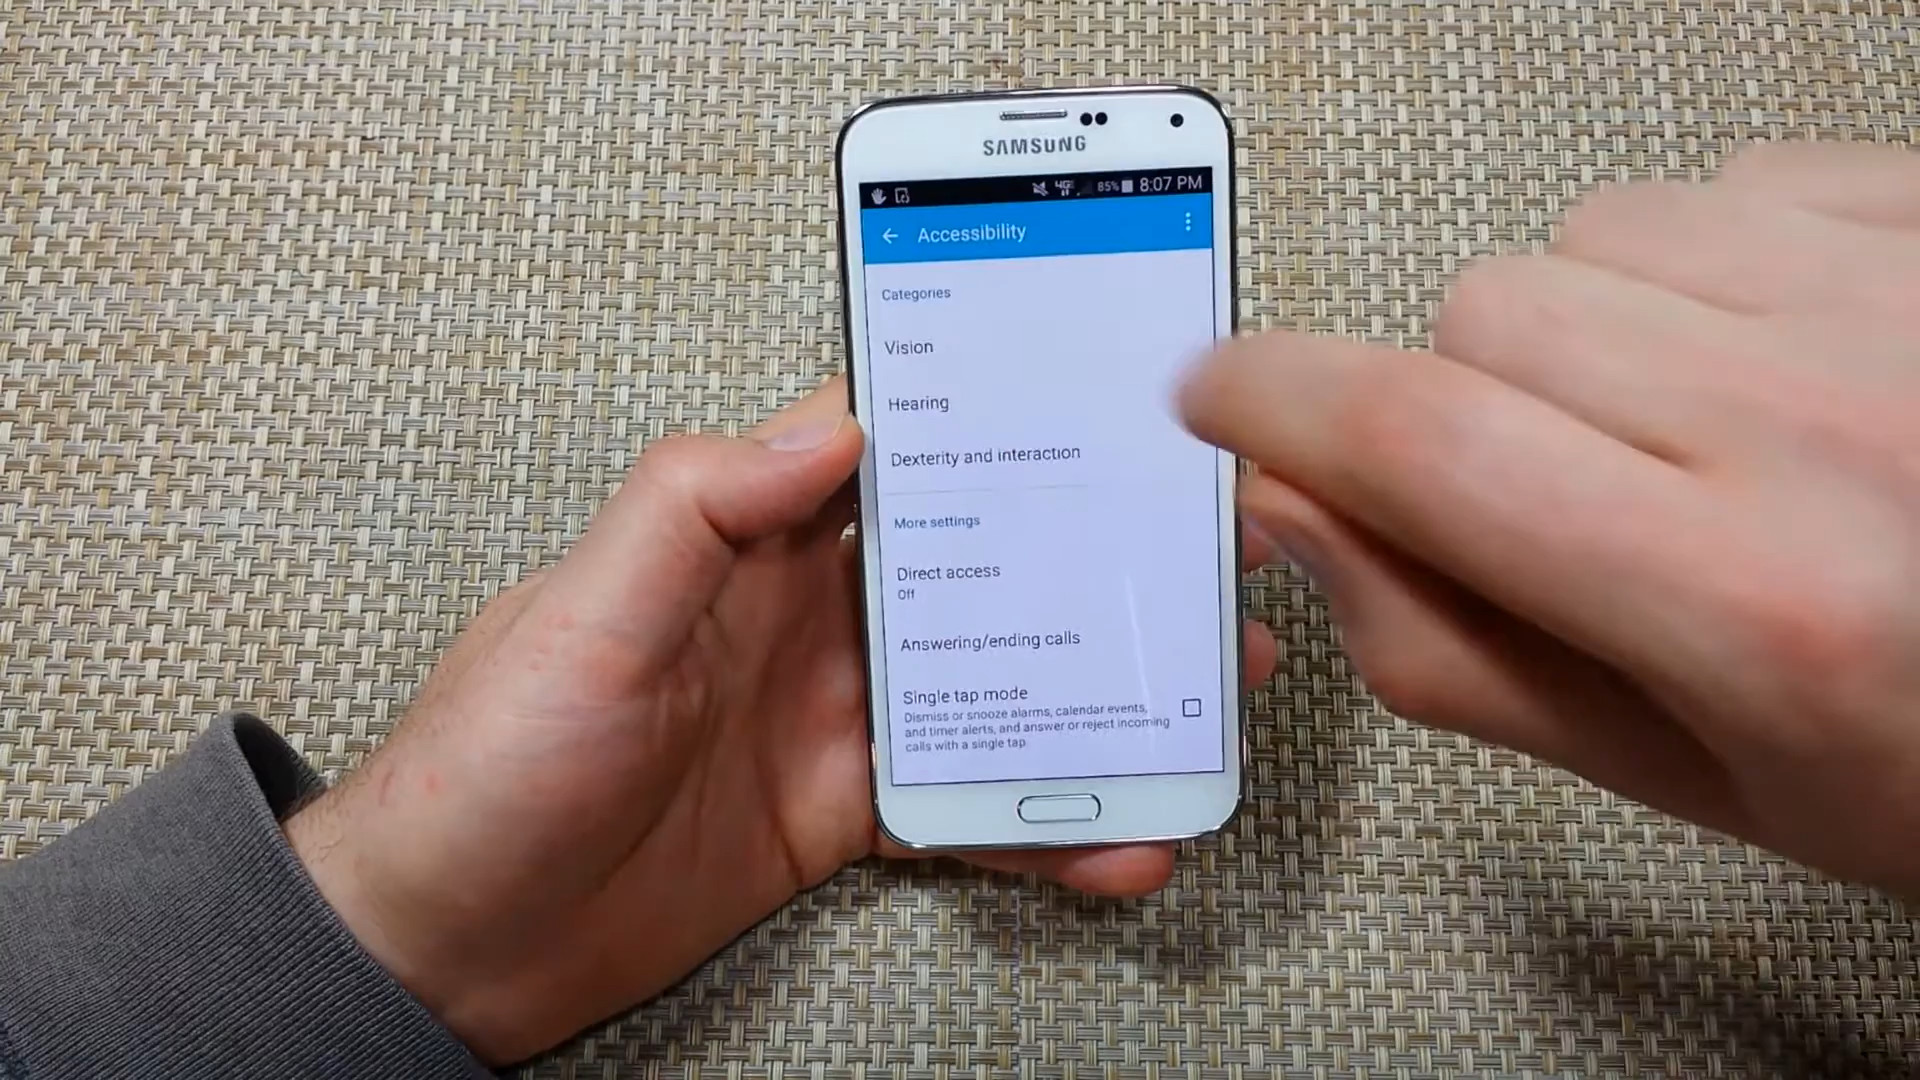 SAMSUNG
4G 85% 8:07 PM
Accessibility
Categories
Vision
Hearing
Dexterity and interaction
More settings
Direct access
Off
Answering/ending calls
Single tap mode
Dismiss or snooze alarms, calendar events,
and timer alerts, and answer or reject incoming
calls with a single tap.